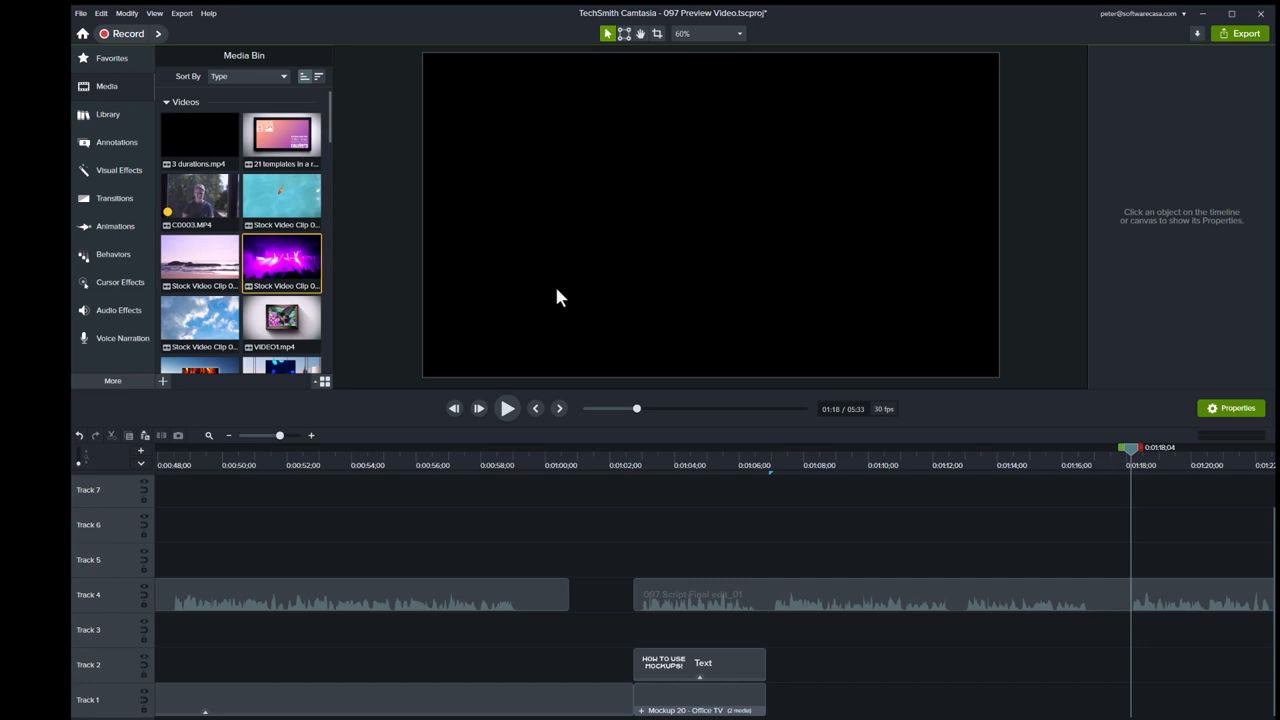 File Edit Modify View Export Help
TechSmith Camtasia - 097 Preview Video.tscproj*
peter@softwarecasa.com
Record
60%
Export
Favorites
Media
Library
Annotations
Visual Effects
Transitions
Animations
Behaviors
Cursor Effects
Audio Effects
Voice Narration
More
Media Bin
Sort By Type
Videos
3 durations.mp4 21 templates in a r...
C0003.MP4 Stock Video Clip 0...
Stock Video Clip 0... Stock Video Clip 0...
Stock Video Clip 0... VIDEO1.mp4
Click an object on the timeline
or canvas to show its Properties.
01:18 / 05:33 30 fps
Properties
0:01:18;04
0:00:48;00 0:00:50;00 0:00:52;00 0:00:54;00 0:00:56;00 0:00:58;00 0:01:00;00 0:01:02;00 0:01:04;00 0:01:06;00 0:01:08;00 0:01:10;00 0:01:12;00 0:01:14;00 0:01:16;00 0:01:18;00 0:01:20;00 0:01:22
Track 7
Track 6
Track 5
Track 4
097 Script Final edit_01
Track 3
Track 2
HOW TO USE
MOCKUPS!
Text
Track 1
+ Mockup 20 - Office TV (2 media)